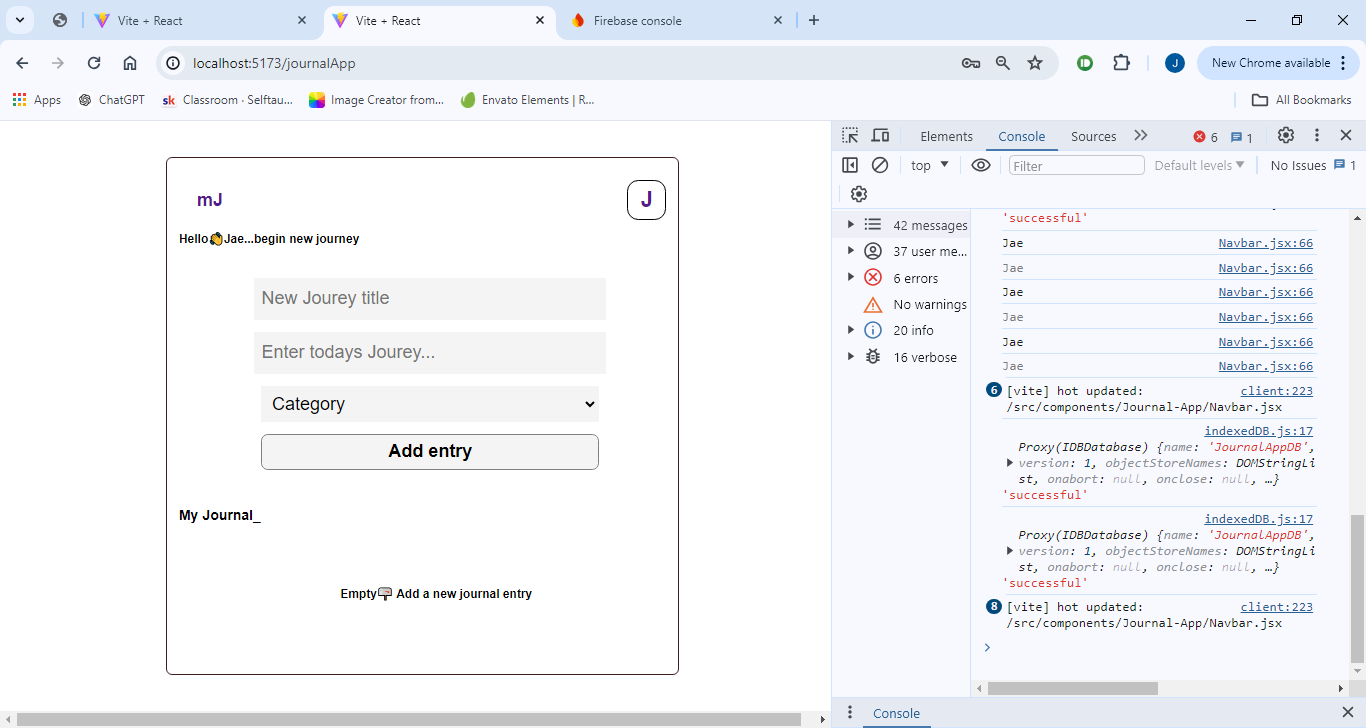 Vite + React
Vite + React
Firebase console
localhost:5173/journalApp
J
New Chrome available
Apps
ChatGPT
sk
Classroom · Selftau...
Image Creator from...
Envato Elements | R...
All Bookmarks
mJ
J
Hello👏Jae...begin new journey
New Jourey title
Enter todays Jourey...
Category
Add entry
My Journal_
Empty📪 Add a new journal entry
Elements
Console
Sources
6
1
top
Filter
Default levels
No Issues
1
42 messages
37 user me...
6 errors
No warnings
20 info
16 verbose
'successful'
Jae Navbar.jsx:66
Jae Navbar.jsx:66
Jae Navbar.jsx:66
Jae Navbar.jsx:66
Jae Navbar.jsx:66
Jae Navbar.jsx:66
6 [vite] hot updated: client:223
/src/components/Journal-App/Navbar.jsx
indexedDB.js:17
Proxy(IDBDatabase) {name: 'JournalAppDB',
version: 1, objectStoreNames: DOMStringLi
st, onabort: null, onclose: null, …}
'successful'
indexedDB.js:17
Proxy(IDBDatabase) {name: 'JournalAppDB',
version: 1, objectStoreNames: DOMStringLi
st, onabort: null, onclose: null, …}
'successful'
8 [vite] hot updated: client:223
/src/components/Journal-App/Navbar.jsx
Console